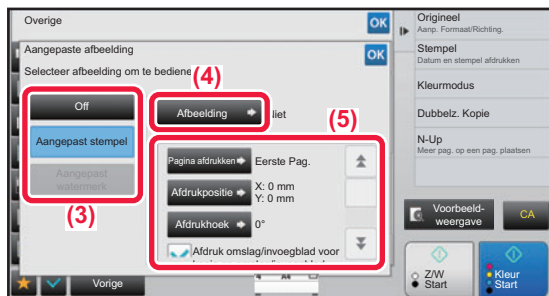 Overige
OK
Aangepaste afbeelding
OK
Selecteer afbeelding om te bediene
(4)
Off
Afbeelding
iet
(5)
Aangepast stempel
Aangepast
watermerk
(3)
Pagina afdrukken
Eerste Pag.
Afdrukpositie
X: 0 mm
Y: 0 mm
Afdrukhoek
0°
Afdruk omslag/invoegblad voor
Vorige
A4
Origineel
Aanp. Formaat/Richting.
Stempel
Datum en stempel afdrukken
Kleurmodus
Dubbelz. Kopie
N-Up
Meer pag. op een pag. plaatsen
Voorbeeld-
weergave
CA
Z/W
Start
Kleur
Start